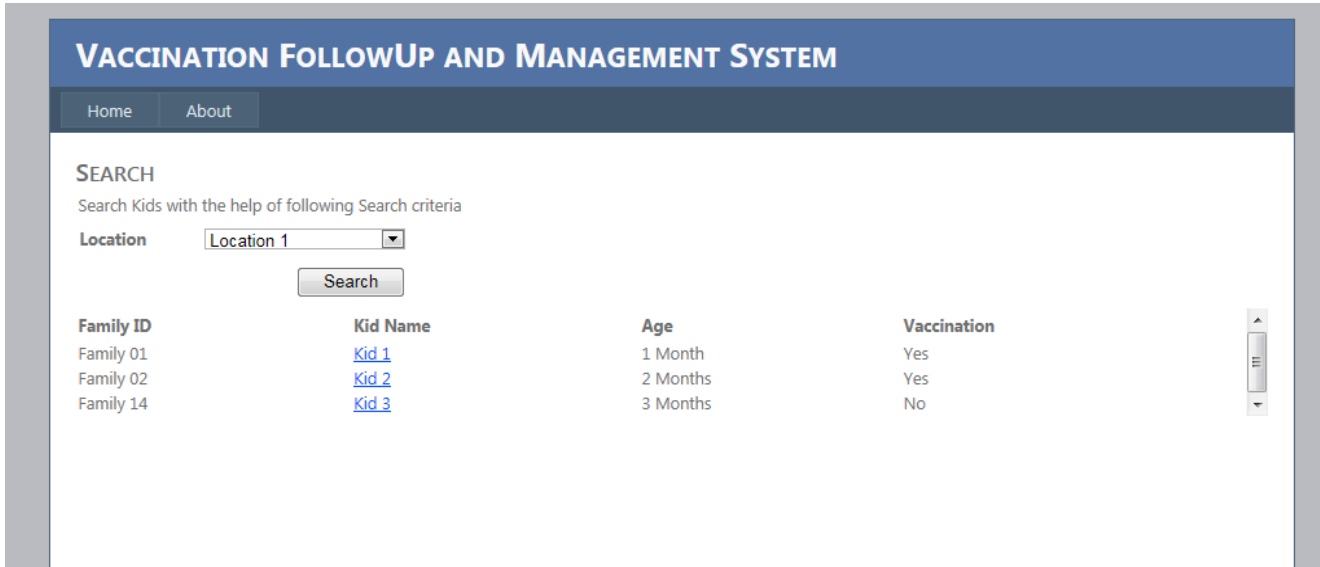 VACCINATION FOLLOWUP AND MANAGEMENT SYSTEM
Home About
SEARCH
Search Kids with the help of following Search criteria
Location Location 1
Search
Family ID Kid Name Age Vaccination
Family 01 Kid 1 1 Month Yes
Family 02 Kid 2 2 Months Yes
Family 14 Kid 3 3 Months No